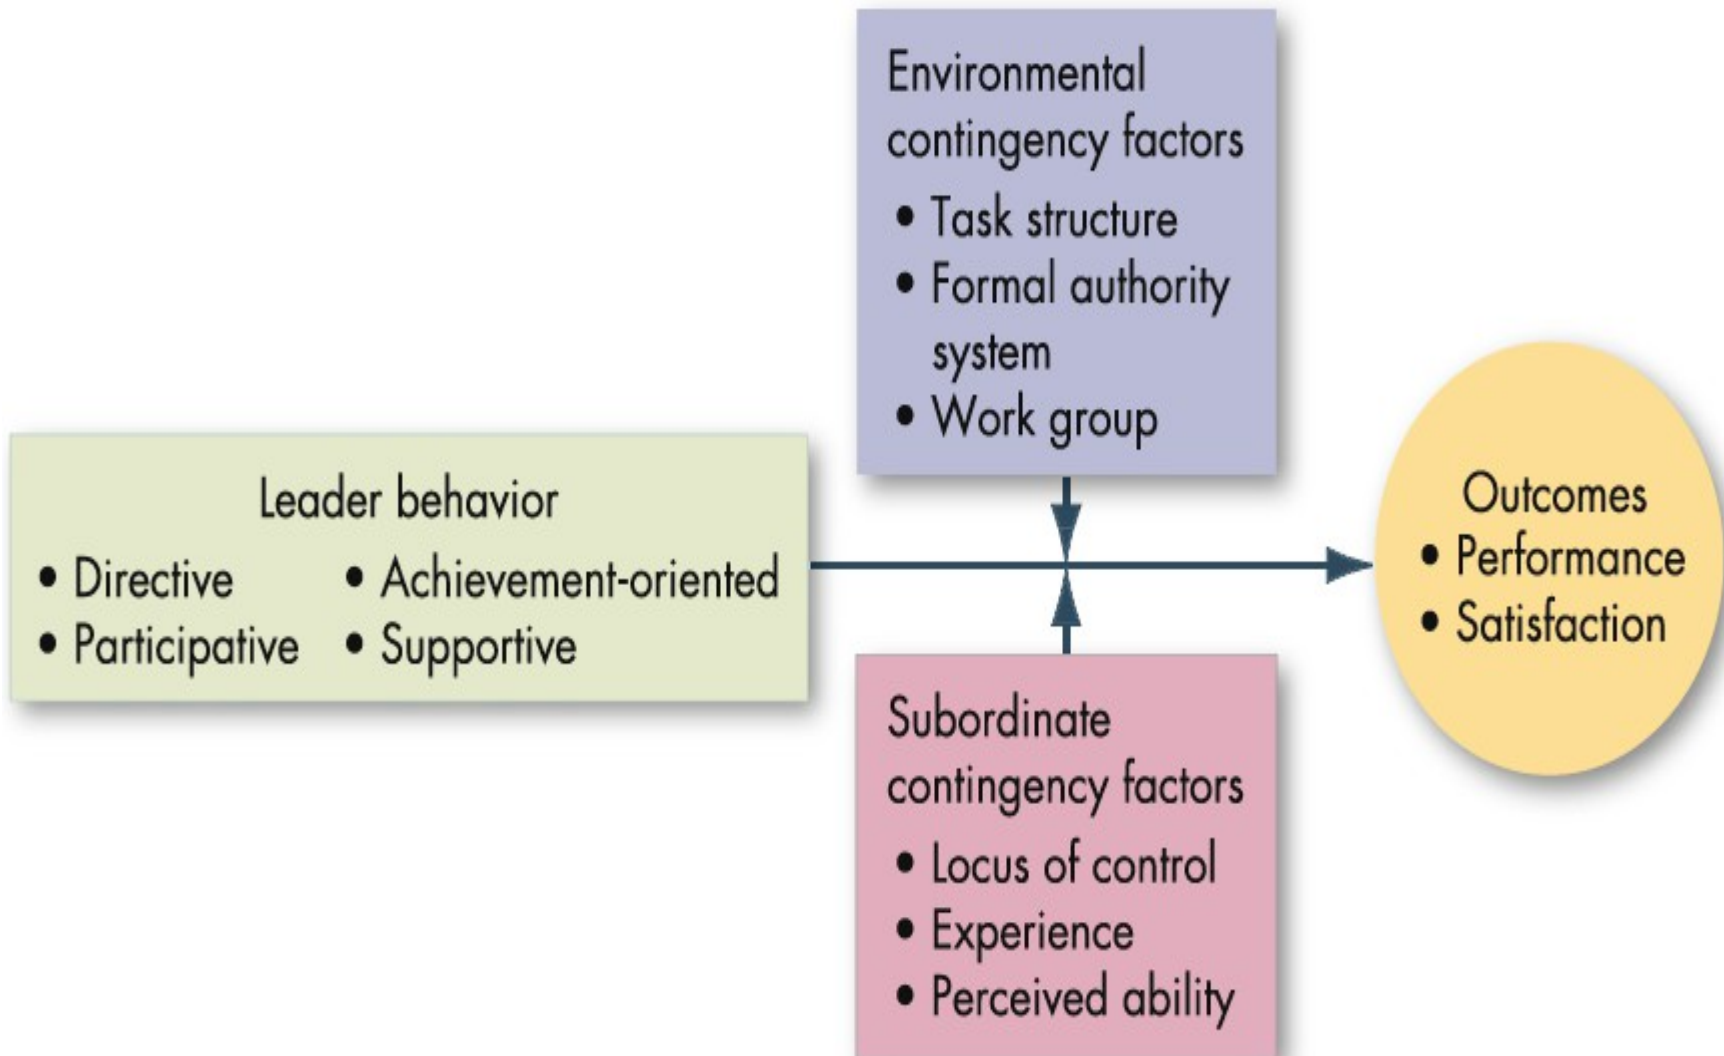 Environmental
contingency factors
• Task structure
• Formal authority
system
• Work group
Leader behavior
• Directive • Achievement-oriented
• Participative • Supportive
Outcomes
• Performance
• Satisfaction
Subordinate
contingency factors
• Locus of control
• Experience
• Perceived ability